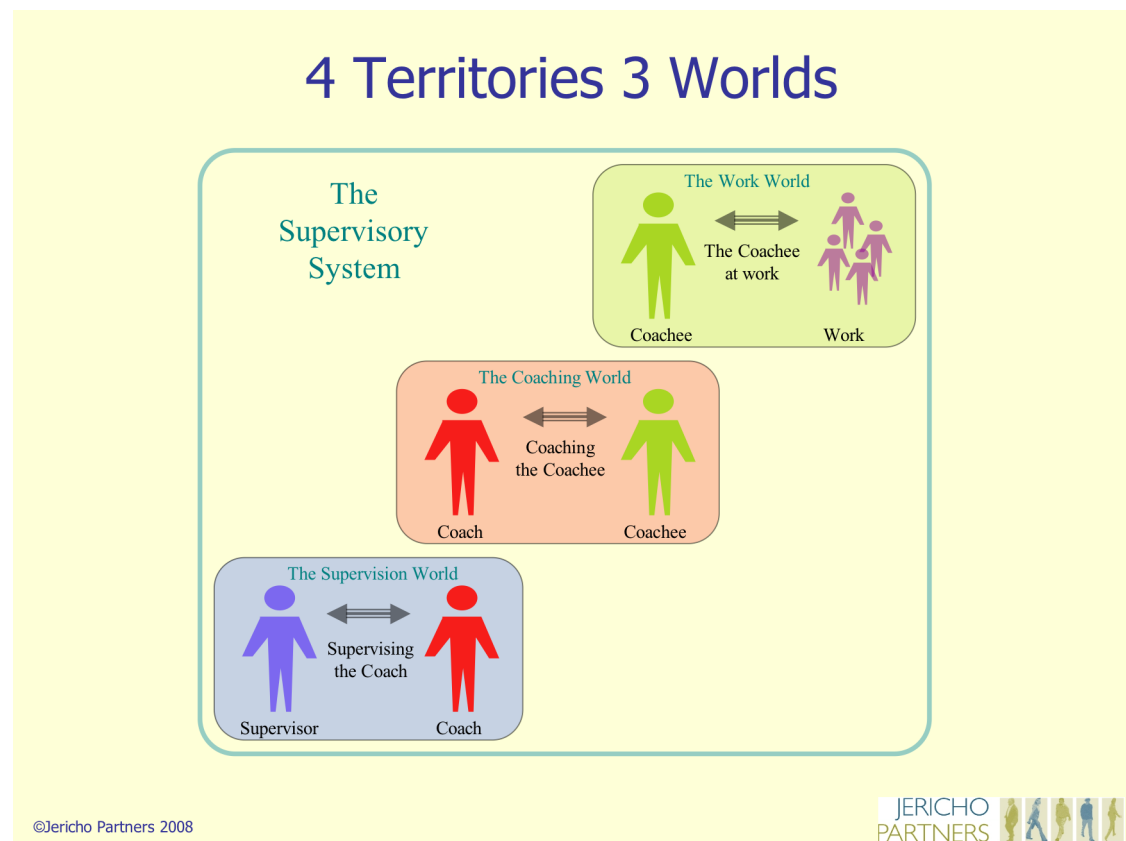 4 Territories 3 Worlds
The
Supervisory
System
The Work World
The Coachee
at work
Coachee
Work
The Coaching World
Coaching
the Coachee
Coach
Coachee
The Supervision World
Supervising
the Coach
Supervisor
Coach
©Jericho Partners 2008
JERICHO
PARTNERS